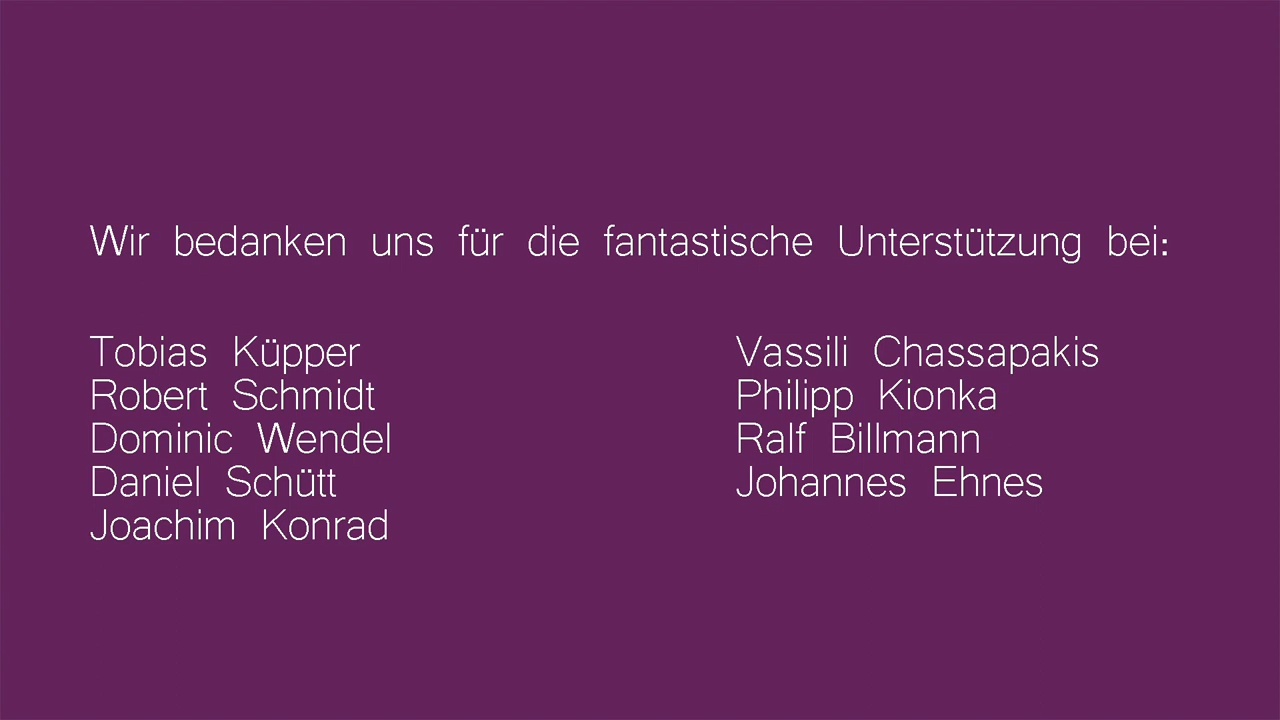 Wir bedanken uns für die fantastische Unterstützung bei:
Tobias Küpper
Robert Schmidt
Dominic Wendel
Daniel Schütt
Joachim Konrad
Vassili Chassapakis
Philipp Kionka
Ralf Billmann
Johannes Ehnes